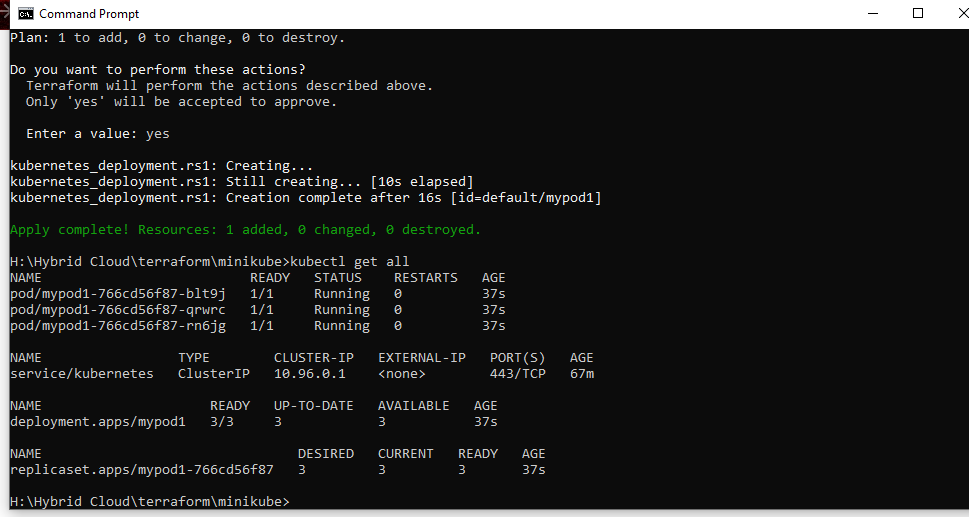 Command Prompt
Plan: 1 to add, 0 to change, 0 to destroy.
Do you want to perform these actions?
  Terraform will perform the actions described above.
  Only 'yes' will be accepted to approve.
  Enter a value: yes
kubernetes_deployment.rs1: Creating...
kubernetes_deployment.rs1: Still creating... [10s elapsed]
kubernetes_deployment.rs1: Creation complete after 16s [id=default/mypod1]
Apply complete! Resources: 1 added, 0 changed, 0 destroyed.
H:\Hybrid Cloud\terraform\minikube>kubectl get all
NAME                          READY   STATUS    RESTARTS   AGE
pod/mypod1-766cd56f87-blt9j   1/1     Running   0          37s
pod/mypod1-766cd56f87-qrwrc   1/1     Running   0          37s
pod/mypod1-766cd56f87-rn6jg   1/1     Running   0          37s
NAME                 TYPE        CLUSTER-IP   EXTERNAL-IP   PORT(S)   AGE
service/kubernetes   ClusterIP   10.96.0.1    <none>        443/TCP   67m
NAME                     READY   UP-TO-DATE   AVAILABLE   AGE
deployment.apps/mypod1   3/3     3            3           37s
NAME                                DESIRED   CURRENT   READY   AGE
replicaset.apps/mypod1-766cd56f87   3         3         3       37s
H:\Hybrid Cloud\terraform\minikube>